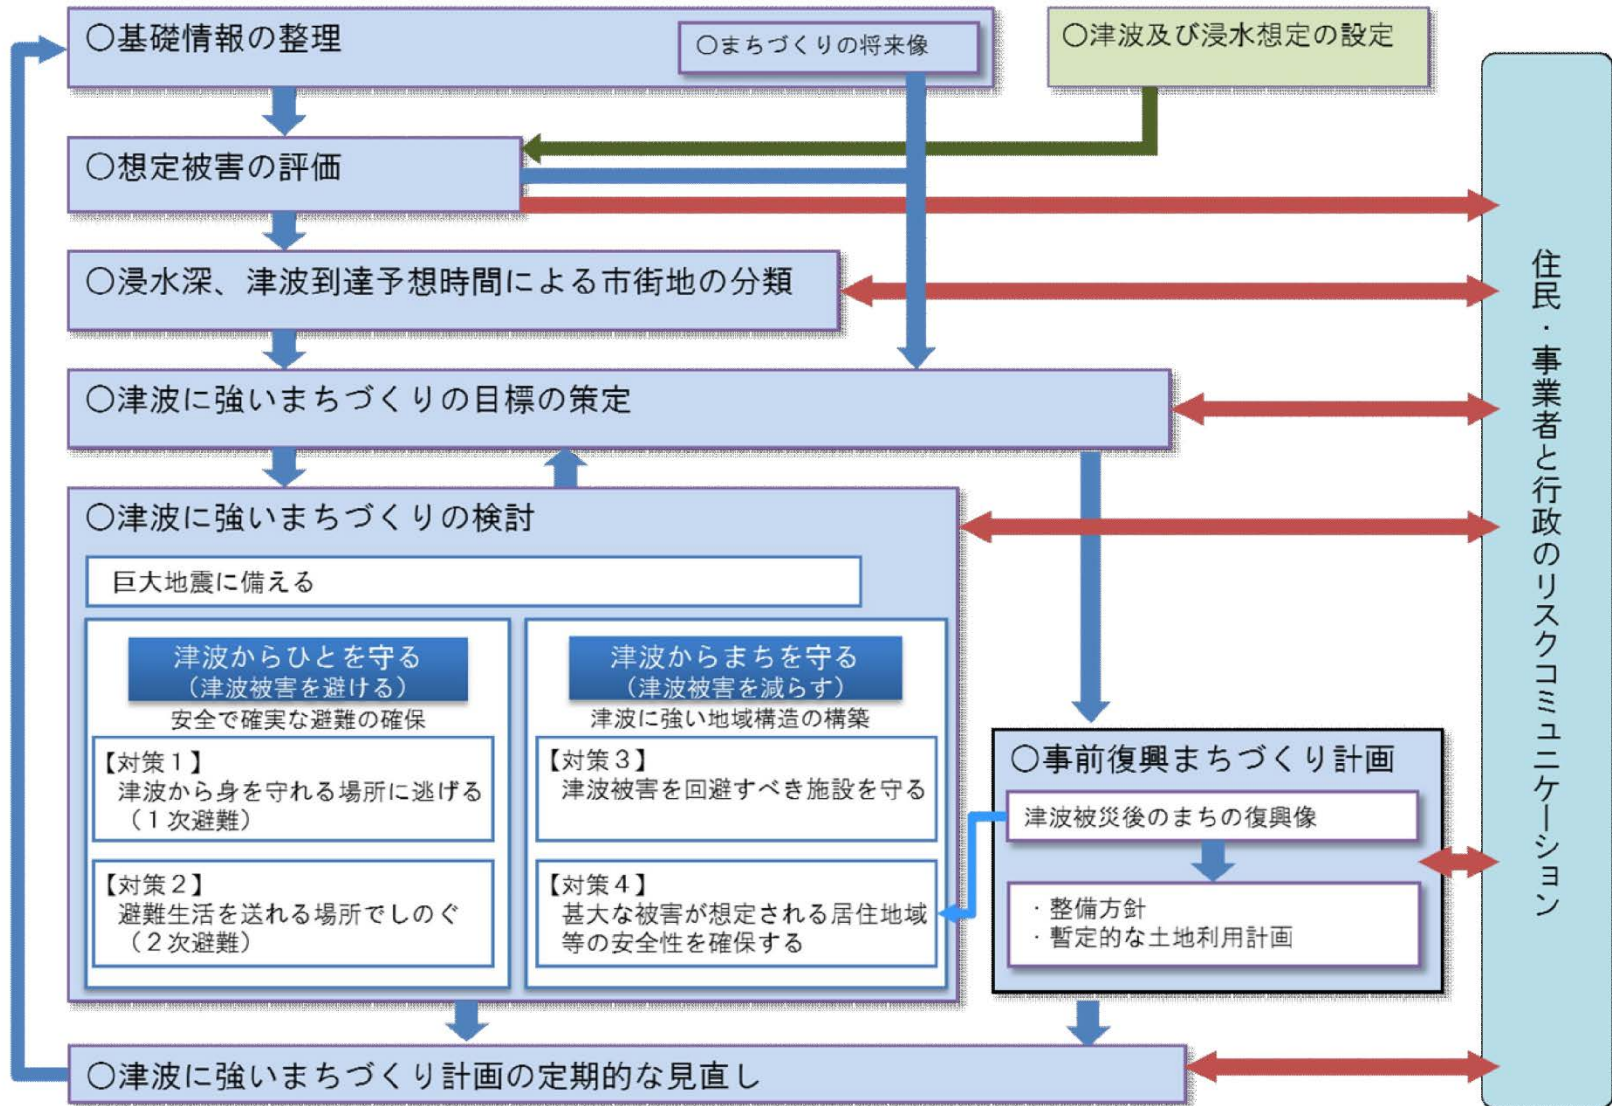 〇基礎情報の整理
〇まちづくりの将来像
〇津波及び浸水想定の設定
〇想定被害の評価
〇浸水深、津波到達予想時間による市街地の分類
〇津波に強いまちづくりの目標の策定
〇津波に強いまちづくりの検討
巨大地震に備える
津波からひとを守る
（津波被害を避ける）
安全で確実な避難の確保
【対策１】
津波から身を守れる場所に逃げる
（１次避難）
【対策２】
避難生活を送れる場所でしのぐ
（２次避難）
津波からまちを守る
（津波被害を減らす）
津波に強い地域構造の構築
【対策３】
津波被害を回避すべき施設を守る
【対策４】
甚大な被害が想定される居住地域
等の安全性を確保する
〇事前復興まちづくり計画
津波被災後のまちの復興像
・整備方針
・暫定的な土地利用計画
〇津波に強いまちづくり計画の定期的な見直し
住民・事業者と行政のリスクコミュニケーション